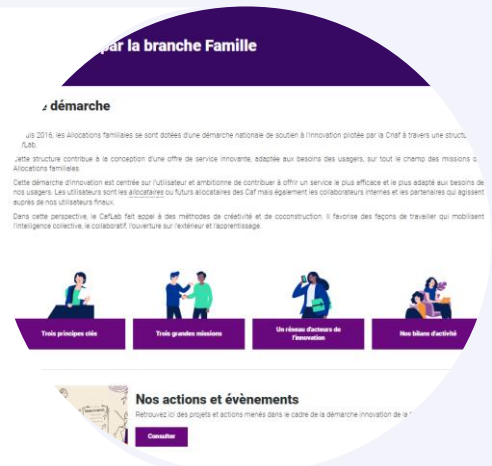 par la branche Famille
démarche
uis 2016, les Allocations familiales se sont dotées d'une démarche nationale de soutien à l'innovation pilotée par la Cnaf à travers une structu
fLab.
Cette structure contribue à la conception d'une offre de service innovante, adaptée aux besoins des usagers, sur tout le champ des missions
Allocations familiales.
Cette démarche d'innovation est centrée sur l'utilisateur et ambitionne de contribuer à offrir un service le plus efficace et le plus adapté aux besoins de
nos usagers. Les utilisateurs sont les allocataires ou futurs allocataires des Caf mais également les collaborateurs internes et les partenaires qui agissent
auprès de nos utilisateurs finaux.
Dans cette perspective, le CafLab fait appel à des méthodes de créativité et de coconstruction. Il favorise des façons de travailler qui mobilisent
l'intelligence collective, le collaboratif, l'ouverture sur l'extérieur et l'apprentissage.
Trois principes clés
Trois grandes missions
Un réseau d'acteurs de
l'innovation
Nos bilans d'activité
Nos actions et évènements
Retrouvez ici des projets et actions menés dans le cadre de la démarche innovation de la
Consulter